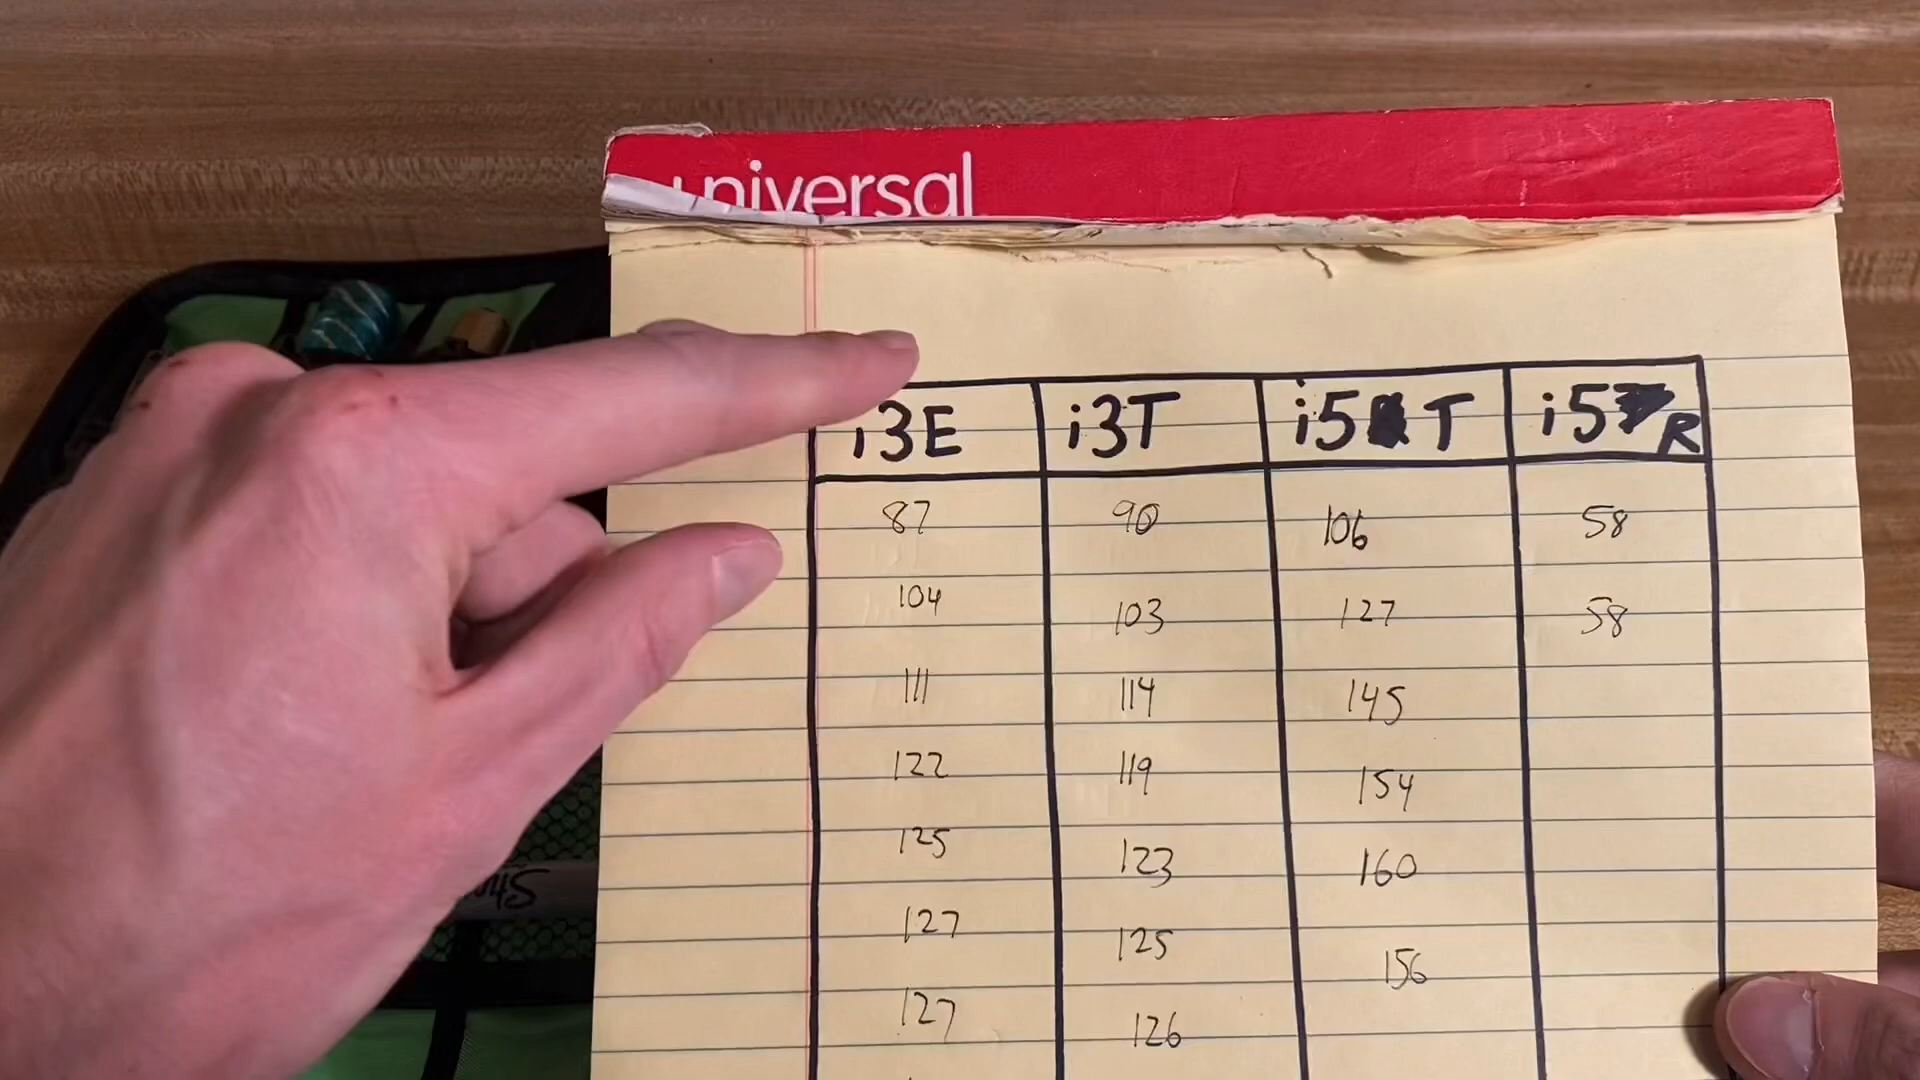 universal
i3E i3T i5 T i5 R
87 90 106 58
104 103 127 58
111 114 145
122 119 154
125 123 160
127 125 156
127 126